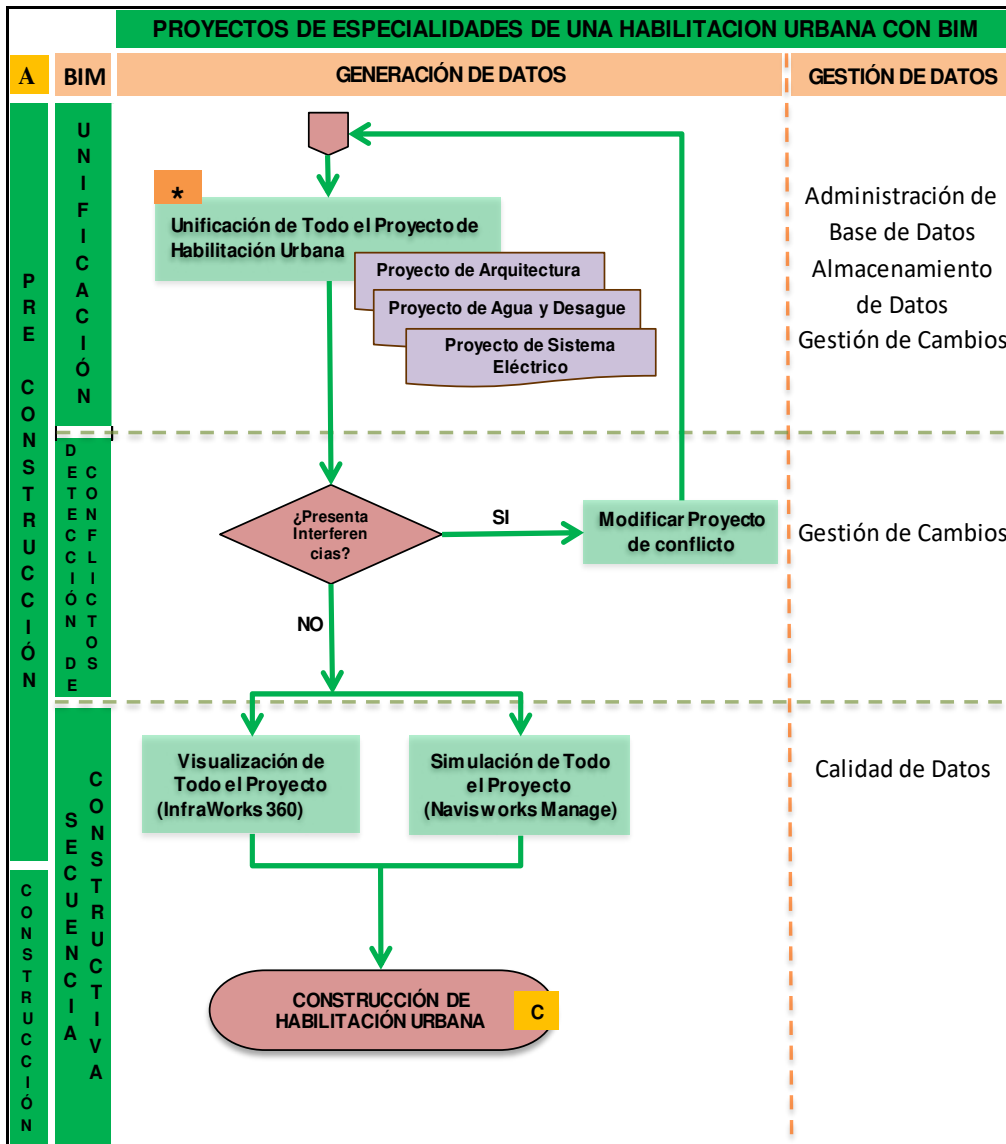 PROYECTOS DE ESPECIALIDADES DE UNA HABILITACION URBANA CON BIM
A
BIM
GENERACIÓN DE DATOS
GESTIÓN DE DATOS
PRE CONSTRUCCIÓN
UNIFICACIÓN
*
Unificación de Todo el Proyecto de
Habilitación Urbana
Proyecto de Arquitectura
Proyecto de Agua y Desague
Proyecto de Sistema
Eléctrico
Administración de
Base de Datos
Almacenamiento
de Datos
Gestión de Cambios
DETECCIÓN DE
CONFLICTOS
¿Presenta
Interferen
cias?
SI
Modificar Proyecto
de conflicto
Gestión de Cambios
NO
SECUENCIA
CONSTRUCTIVA
Visualización de
Todo el Proyecto
(InfraWorks 360)
Simulación de Todo
el Proyecto
(Navisworks Manage)
Calidad de Datos
CONSTRUCCIÓN
CONSTRUCCIÓN DE
HABILITACIÓN URBANA
C